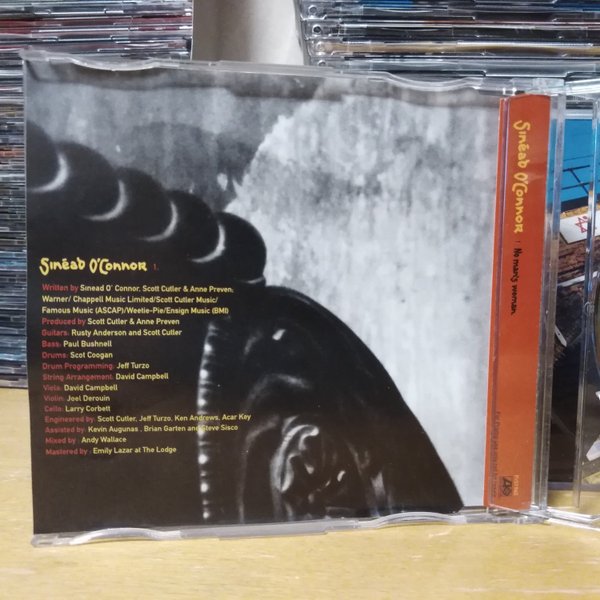 Sinéad O'Connor 1.
Written by Sinead O' Connor, Scott Cutler & Anne Preven;
Warner/ Chappell Music Limited/Scott Cutler Music/
Famous Music (ASCAP)/Weetie-Pie/Ensign Music (BMI)
Produced by Scott Cutler & Anne Preven
Guitars: Rusty Anderson and Scott Cutler
Bass: Paul Bushnell
Drums: Scot Coogan
Drum Programming: Jeff Turzo
String Arrangement: David Campbell
Viola: David Campbell
Violin: Joel Derouin
Cello: Larry Corbett
Engineered by: Scott Cutler, Jeff Turzo, Ken Andrews, Acar Key
Assisted by: Kevin Augunas , Brian Garten and Steve Sisco
Mixed by : Andy Wallace
Mastered by : Emily Lazar at The Lodge
Sinéad O'Connor
1 No man's woman